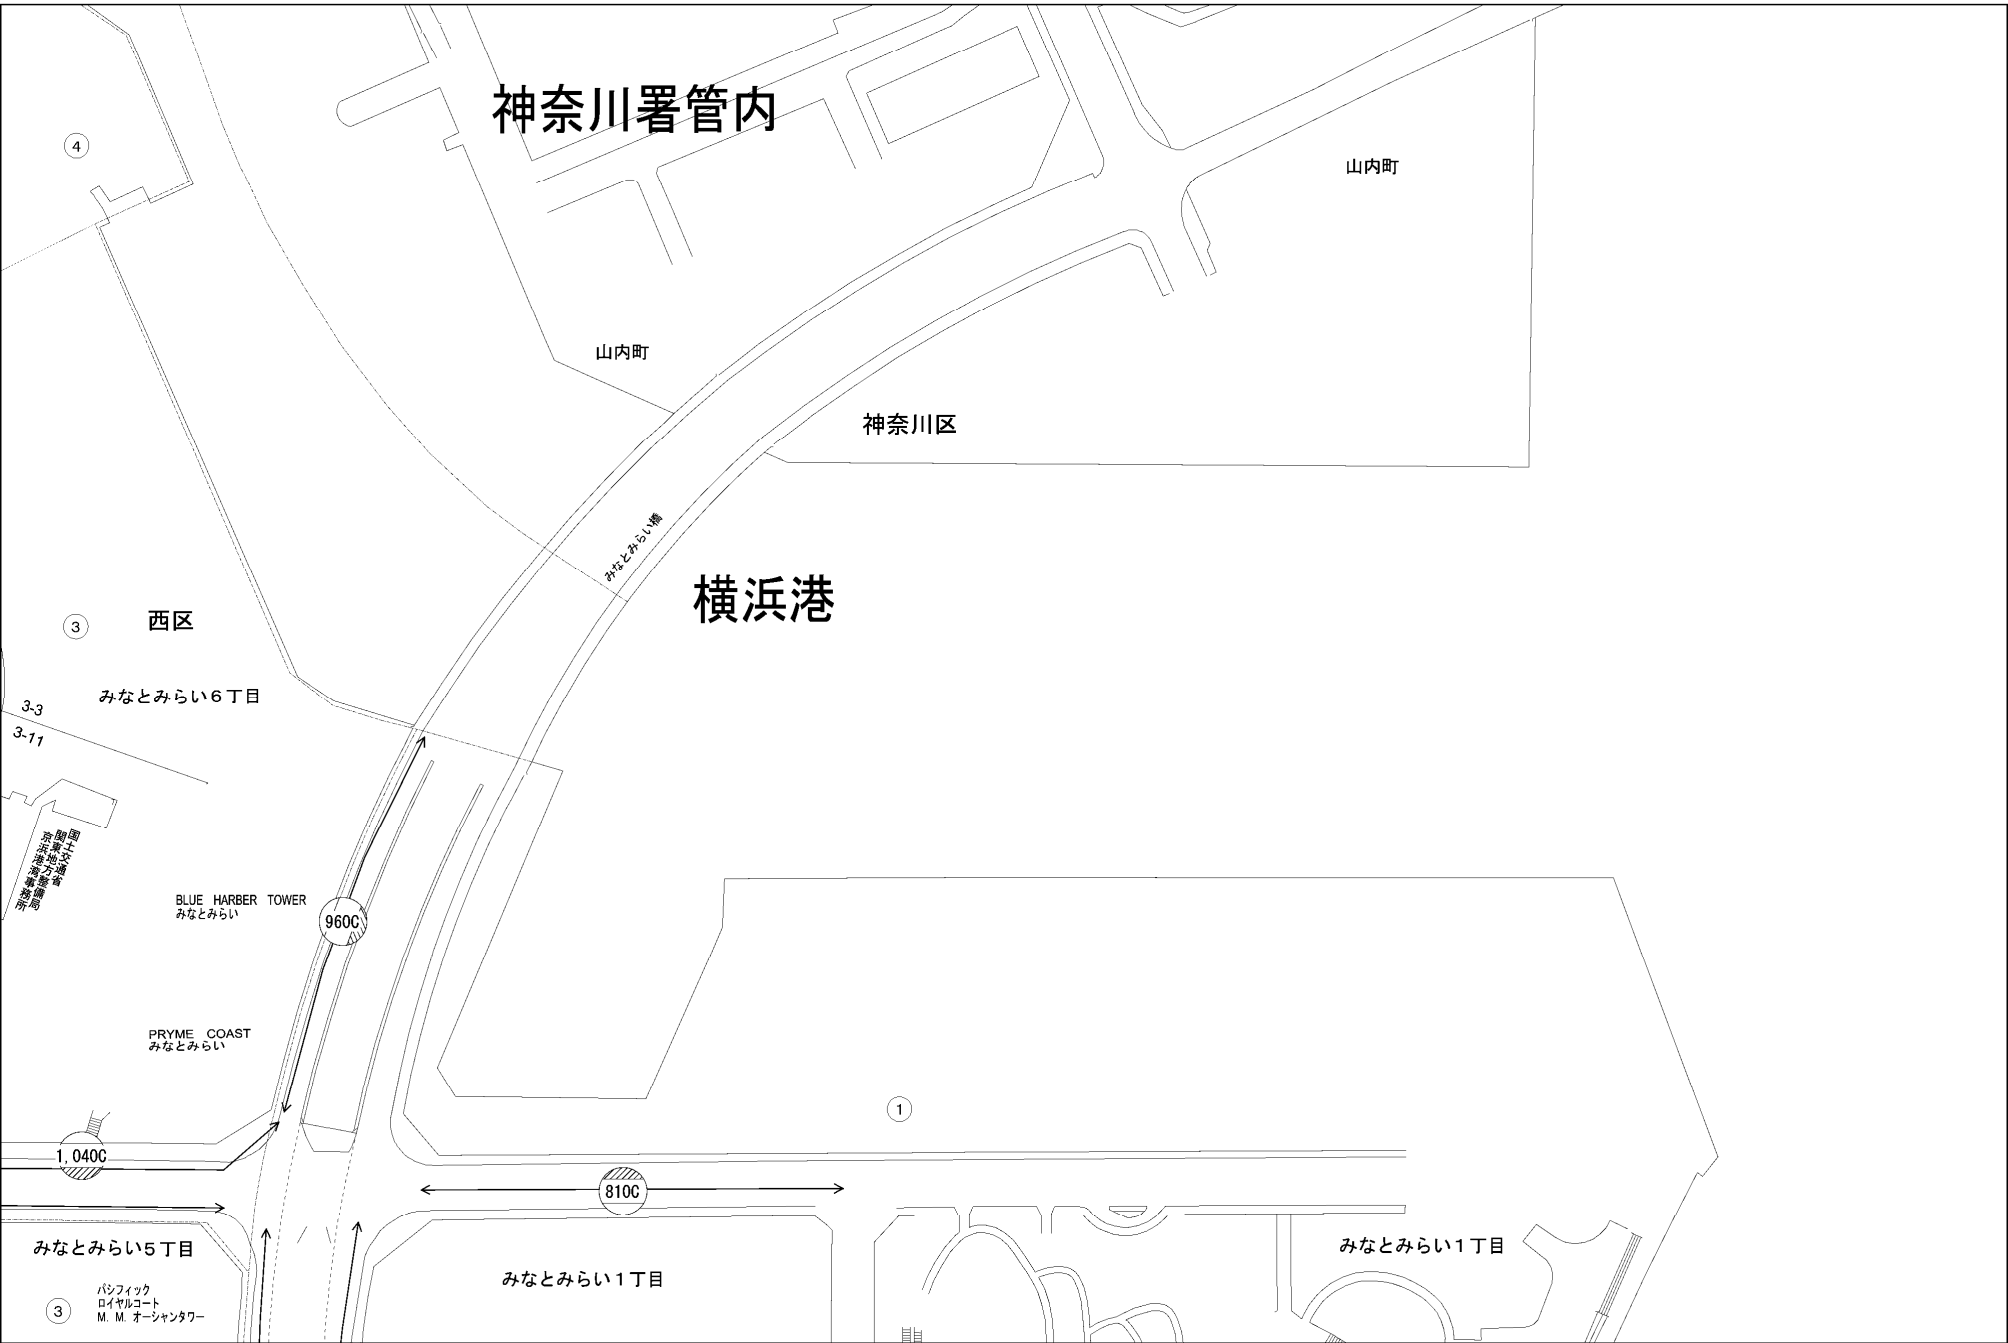 神奈川署管内
④
山内町
山内町
神奈川区
みなとみらい橋
横浜港
③
西区
みなとみらい6丁目
3-3
3-11
国土交通省
関東地方整備局
京浜港湾事務所
BLUE HARBER TOWER
みなとみらい
960C
PRYME COAST
みなとみらい
①
1,040C
810C
みなとみらい5丁目
みなとみらい1丁目
みなとみらい1丁目
③
パシフィック
ロイヤルコート
M.M.オーシャンタワー